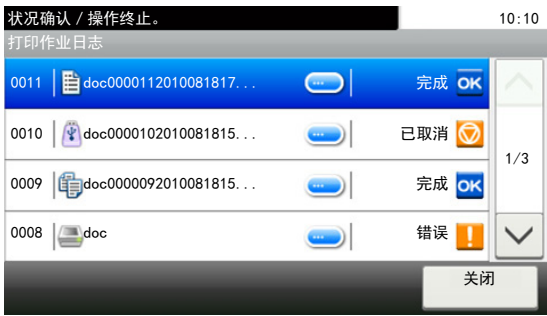 状况确认 / 操作终止。 10:10
打印作业日志
0011 doc0000112010081817... 完成 OK
0010 doc0000102010081815... 已取消
0009 doc0000092010081815... 完成 OK
1/3
0008 doc 错误
关闭